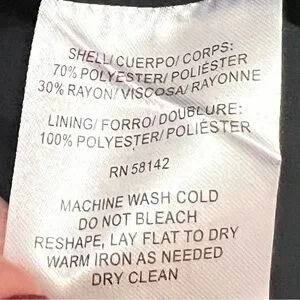 SHELL/ CUERPO/ CORPS:
70% POLYESTER/ POLIÉSTER
30% RAYON/ VISCOSA/ RAYONNE
LINING/ FORRO/ DOUBLURE:
100% POLYESTER/ POLIÉSTER
RN 58142
MACHINE WASH COLD
DO NOT BLEACH
RESHAPE, LAY FLAT TO DRY
WARM IRON AS NEEDED
DRY CLEAN